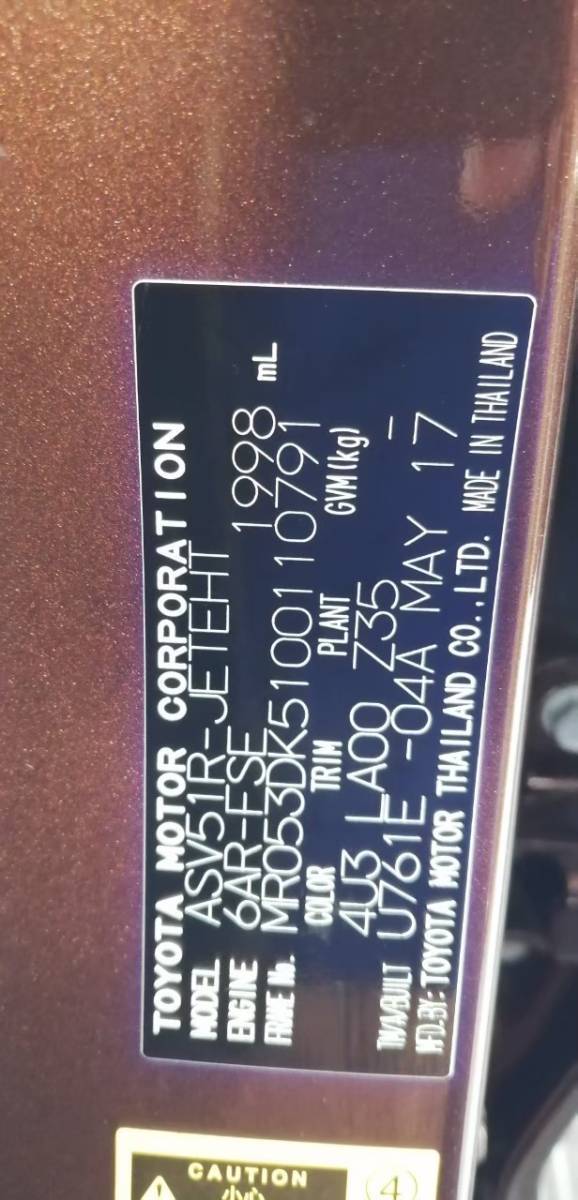 TOYOTA MOTOR CORPORATION
MODEL ASV51R-JETEHT
ENGINE 6AR-FSE 1998 mL
FRME No. MR053DK5100110791
COLOR TRIM PLANT GVM(kg)
4U3 LA00 Z35 -
TM/A/BUILT U761E -04A MAY 17
MFD.BY:TOYOTA MOTOR THAILAND CO.,LTD. MADE IN THAILAND
CAUTION
4